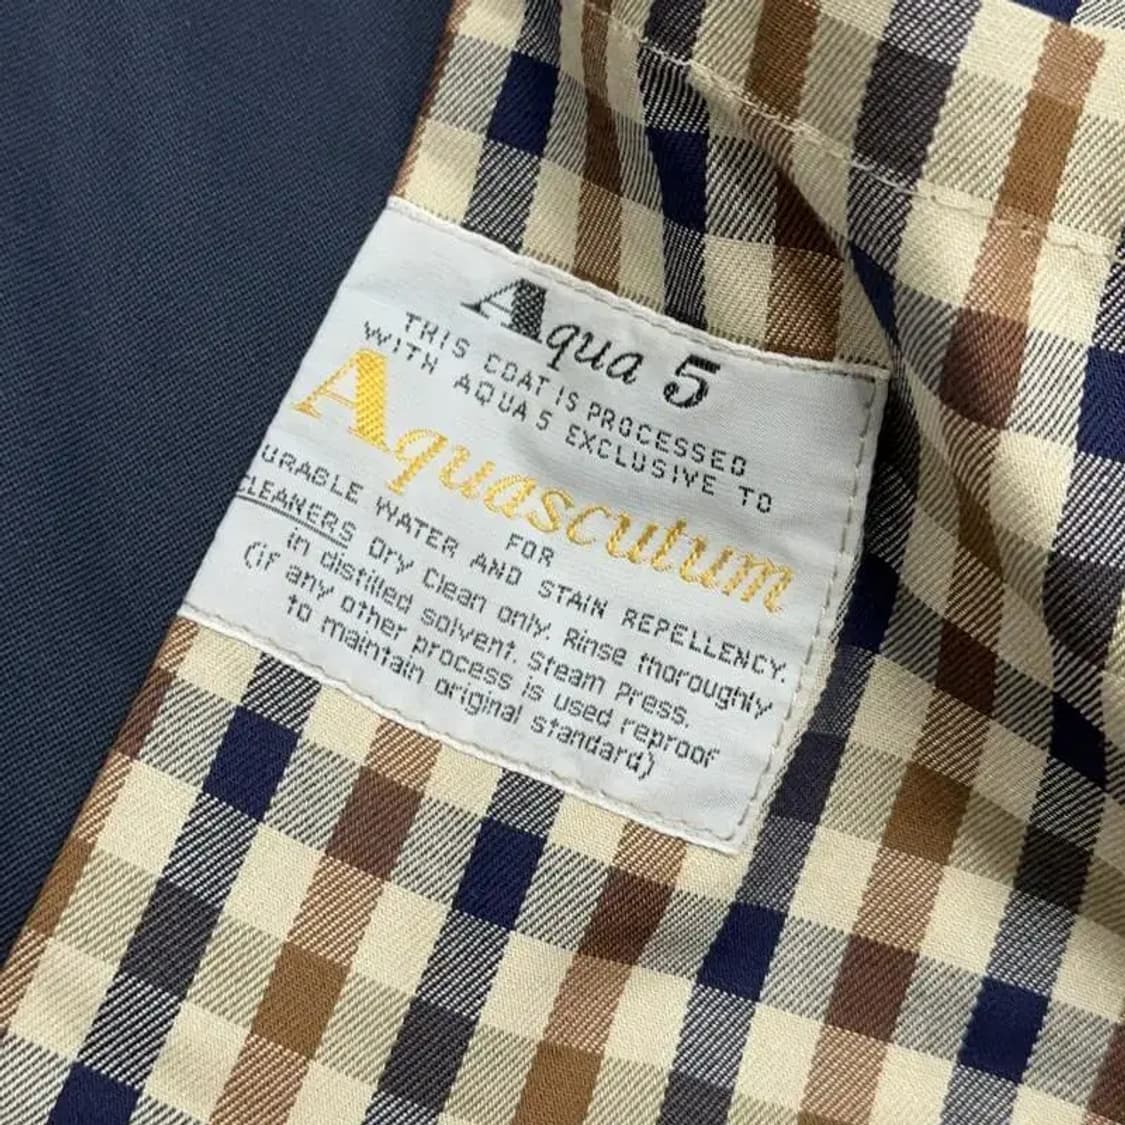 Aqua 5
THIS COAT IS PROCESSED
WITH AQUA 5 EXCLUSIVE TO
Aquascutum
FOR
URABLE WATER AND STAIN REPELLENCY.
CLEANERS Dry Clean only. Rinse thoroughly
in distilled solvent. Steam Press.
(if any other process is used reproof
to maintain original standard)